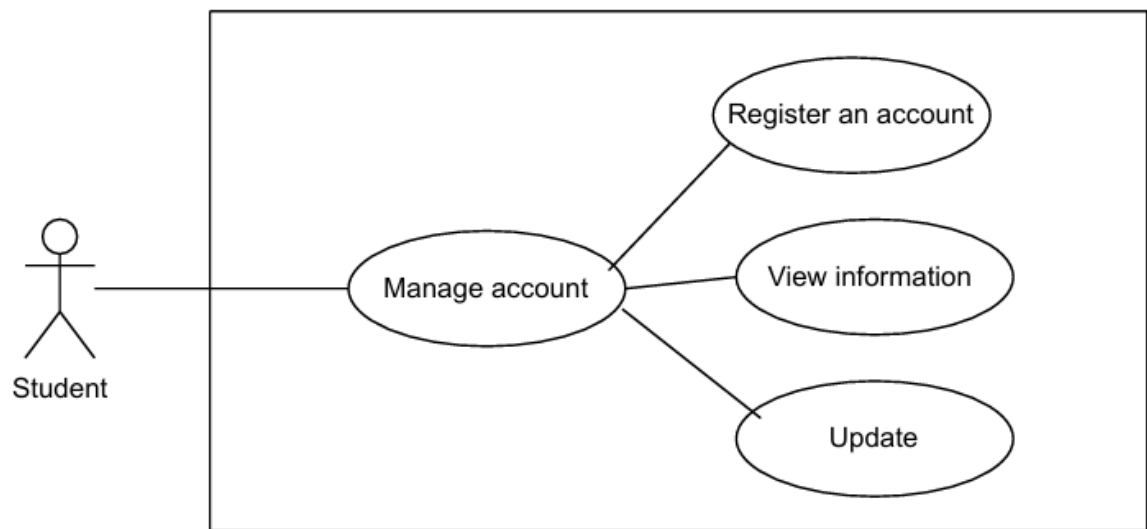 Register an account
View information
Manage account
Student
Update